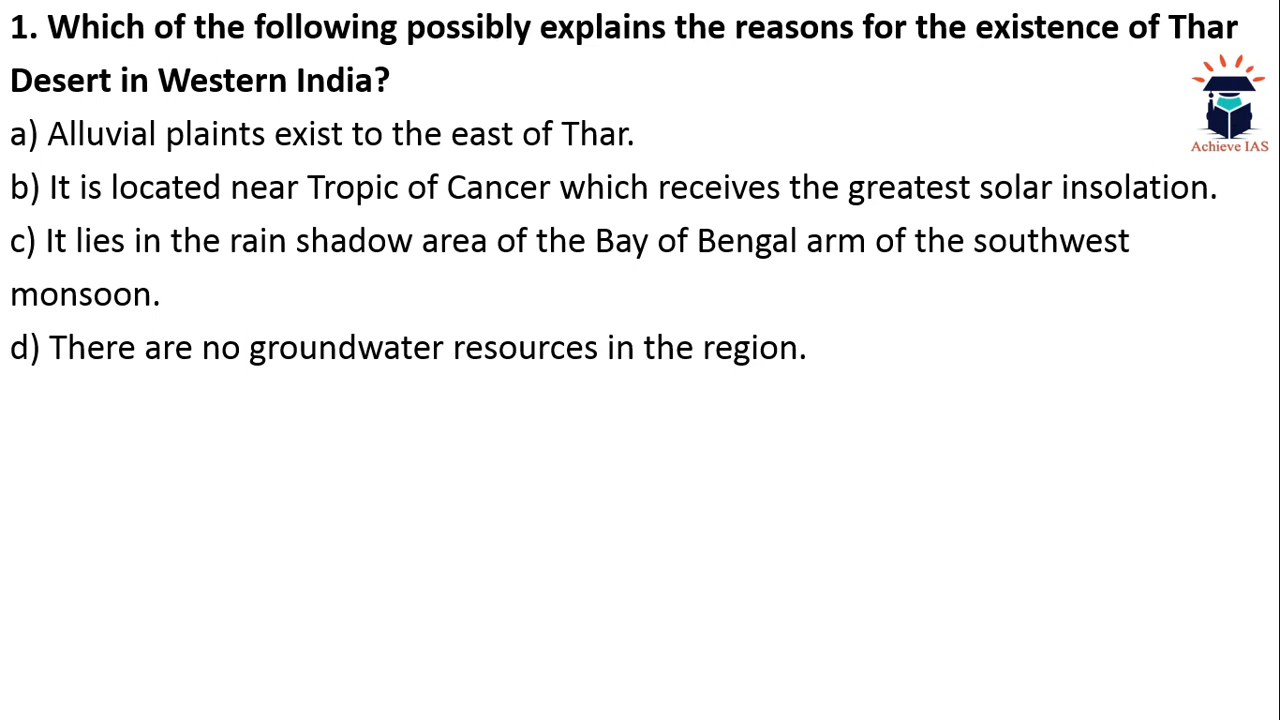 1. Which of the following possibly explains the reasons for the existence of Thar
Desert in Western India?
a) Alluvial plaints exist to the east of Thar.
b) It is located near Tropic of Cancer which receives the greatest solar insolation.
c) It lies in the rain shadow area of the Bay of Bengal arm of the southwest
monsoon.
d) There are no groundwater resources in the region.
Achieve IAS